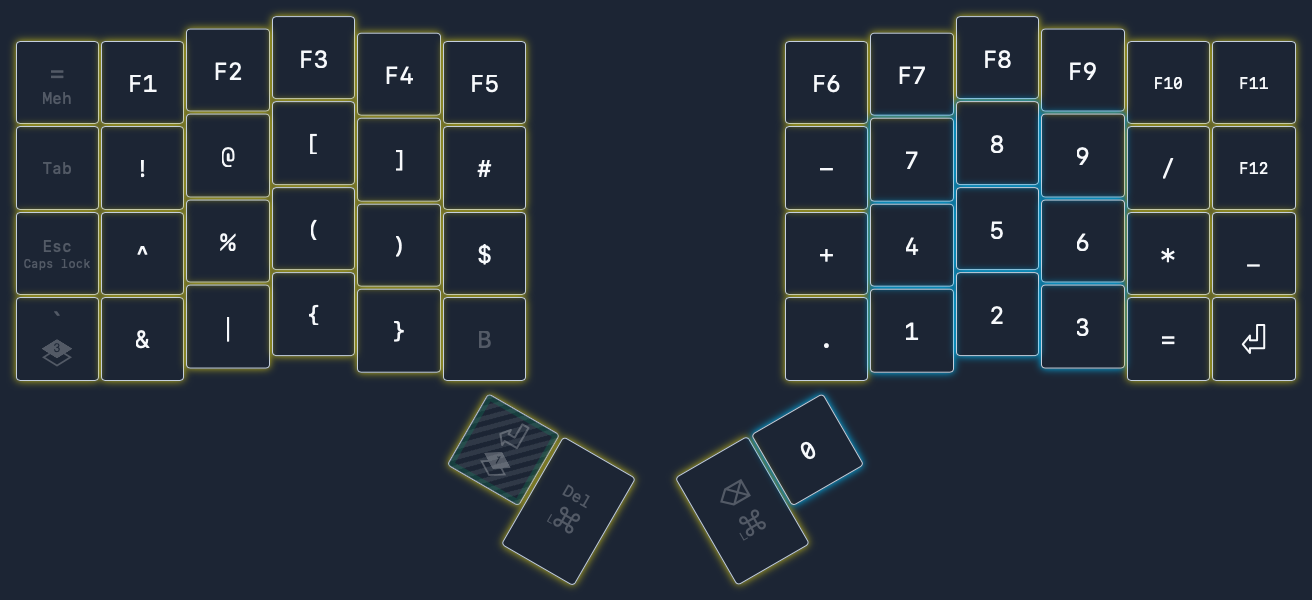 =
Meh
F1
F2
F3
F4
F5
F6
F7
F8
F9
F10
F11
Tab
!
@
[
]
#
-
7
8
9
/
F12
Esc
Caps lock
^
%
(
)
$
+
4
5
6
*
_
`
3
&
|
{
}
B
.
1
2
3
=
1
Del
L
L
0